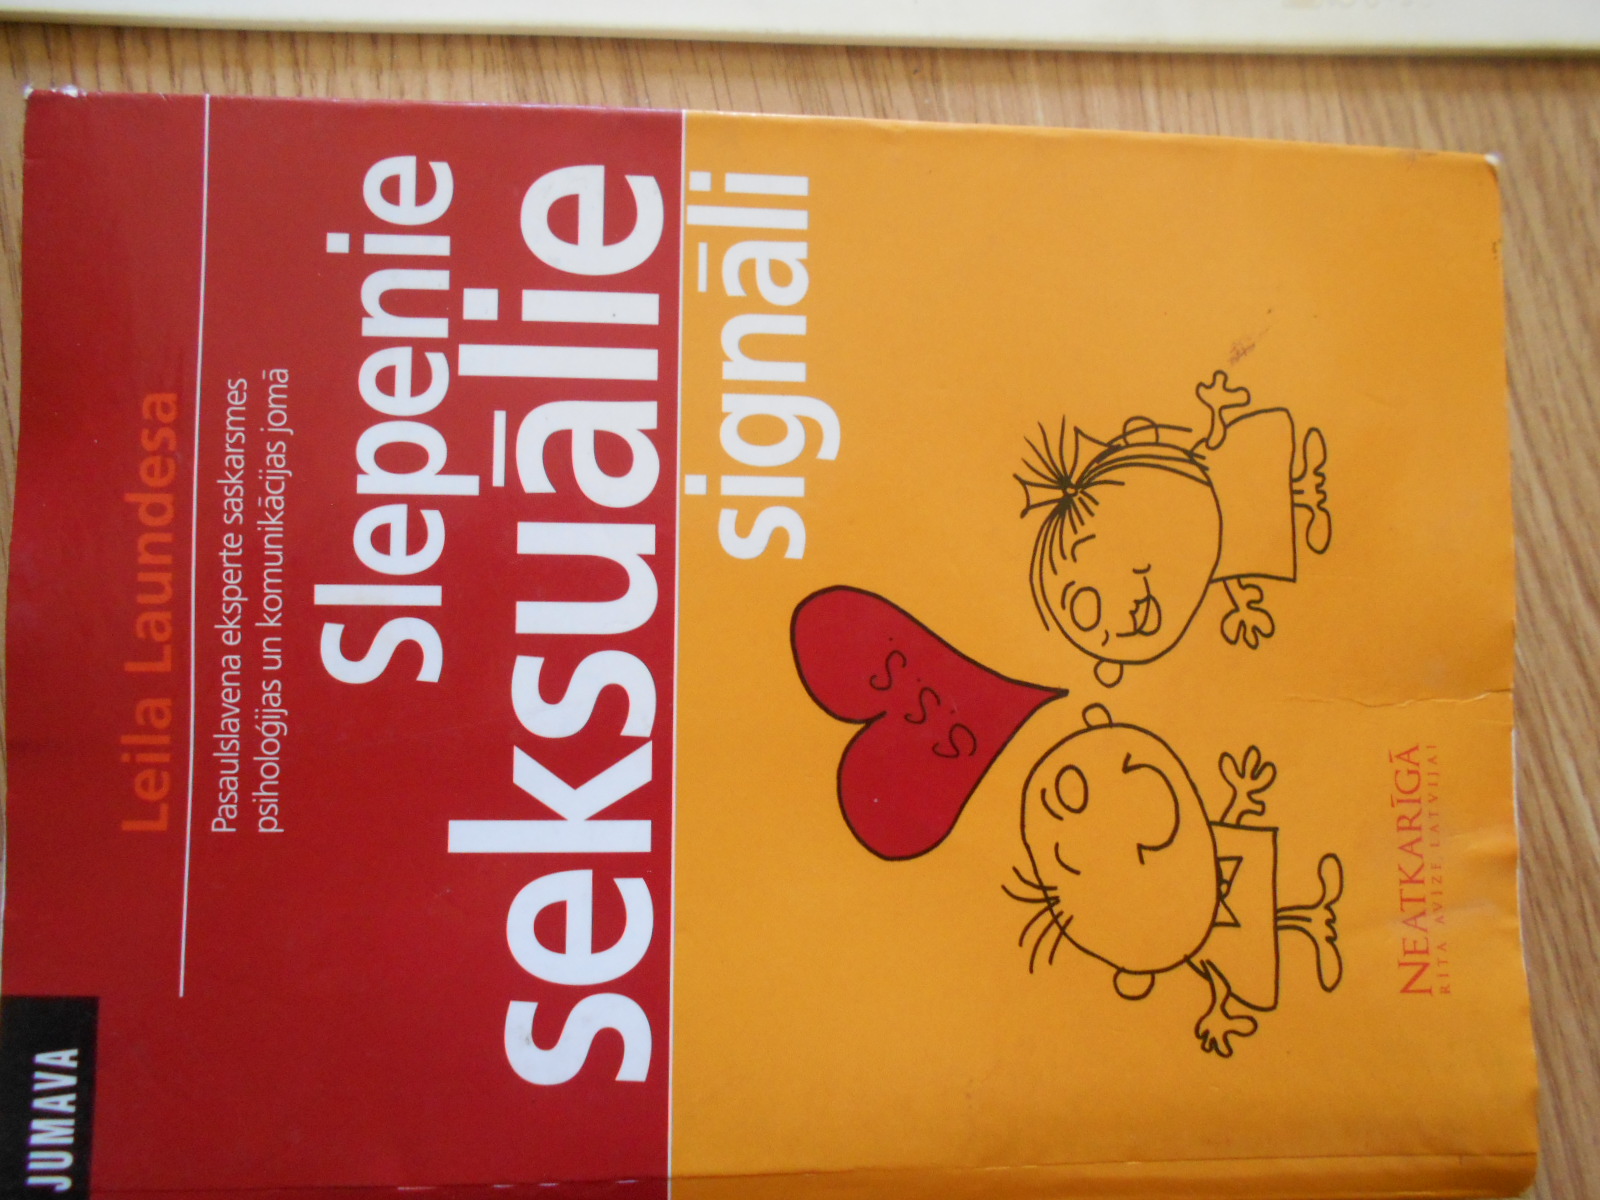 JUMAVA
Leila Laundesa
Pasaulslavena eksperte saskarsmes
psiholoģijas un komunikācijas jomā
Slepenie
seksuālie
signāli
NEATKARĪGĀ
RĪTA AVĪZE LATVIJAI